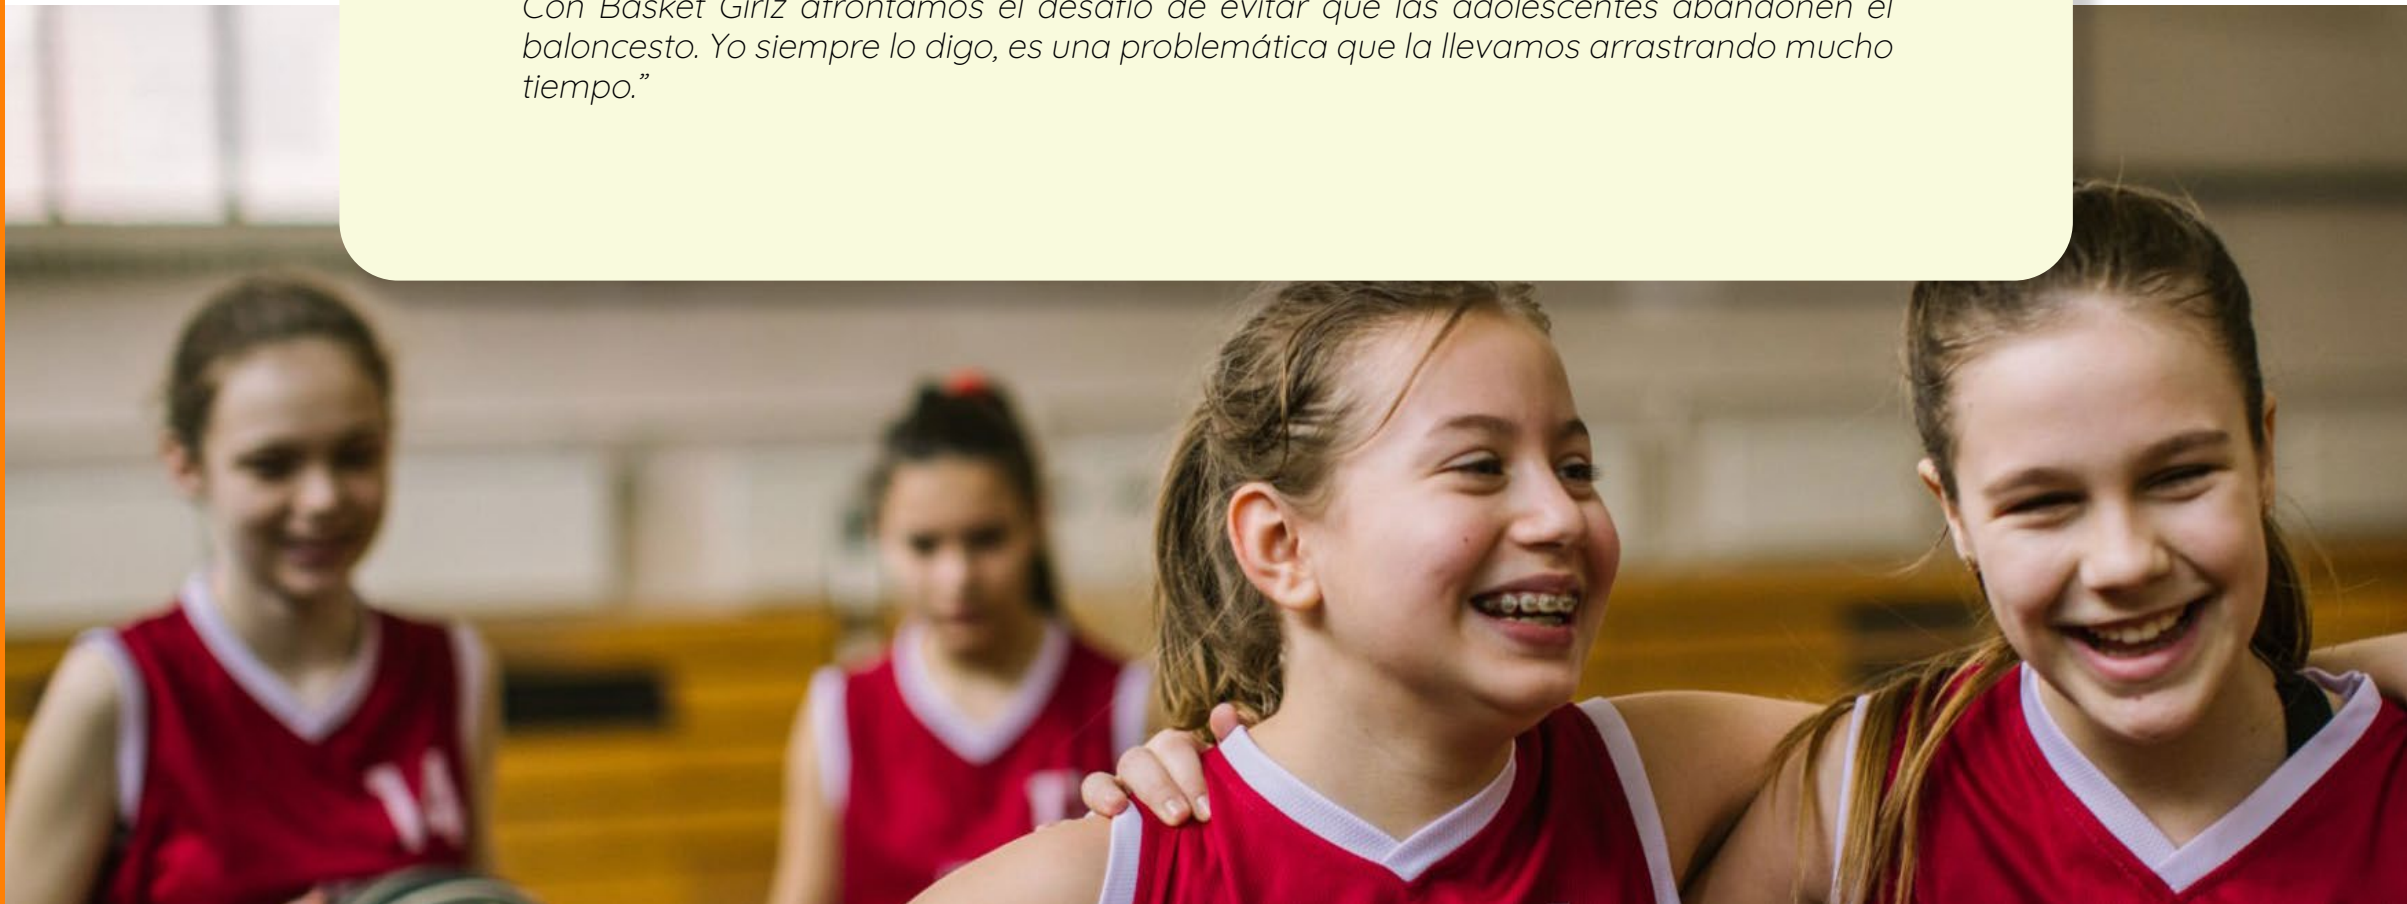 Con Basket Girlz afrontamos el desafío de evitar que las adolescentes abandonen el
baloncesto. Yo siempre lo digo, es una problemática que la llevamos arrastrando mucho
tiempo.”